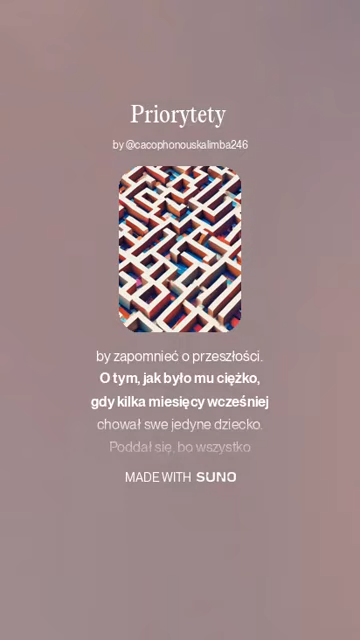 Priorytety
by @cacophonouskalimba246
by zapomnieć o przeszłości.
O tym, jak było mu ciężko,
gdy kilka miesięcy wcześniej
chował swe jedyne dziecko.
Poddał się, bo wszystko
MADE WITH SUNO